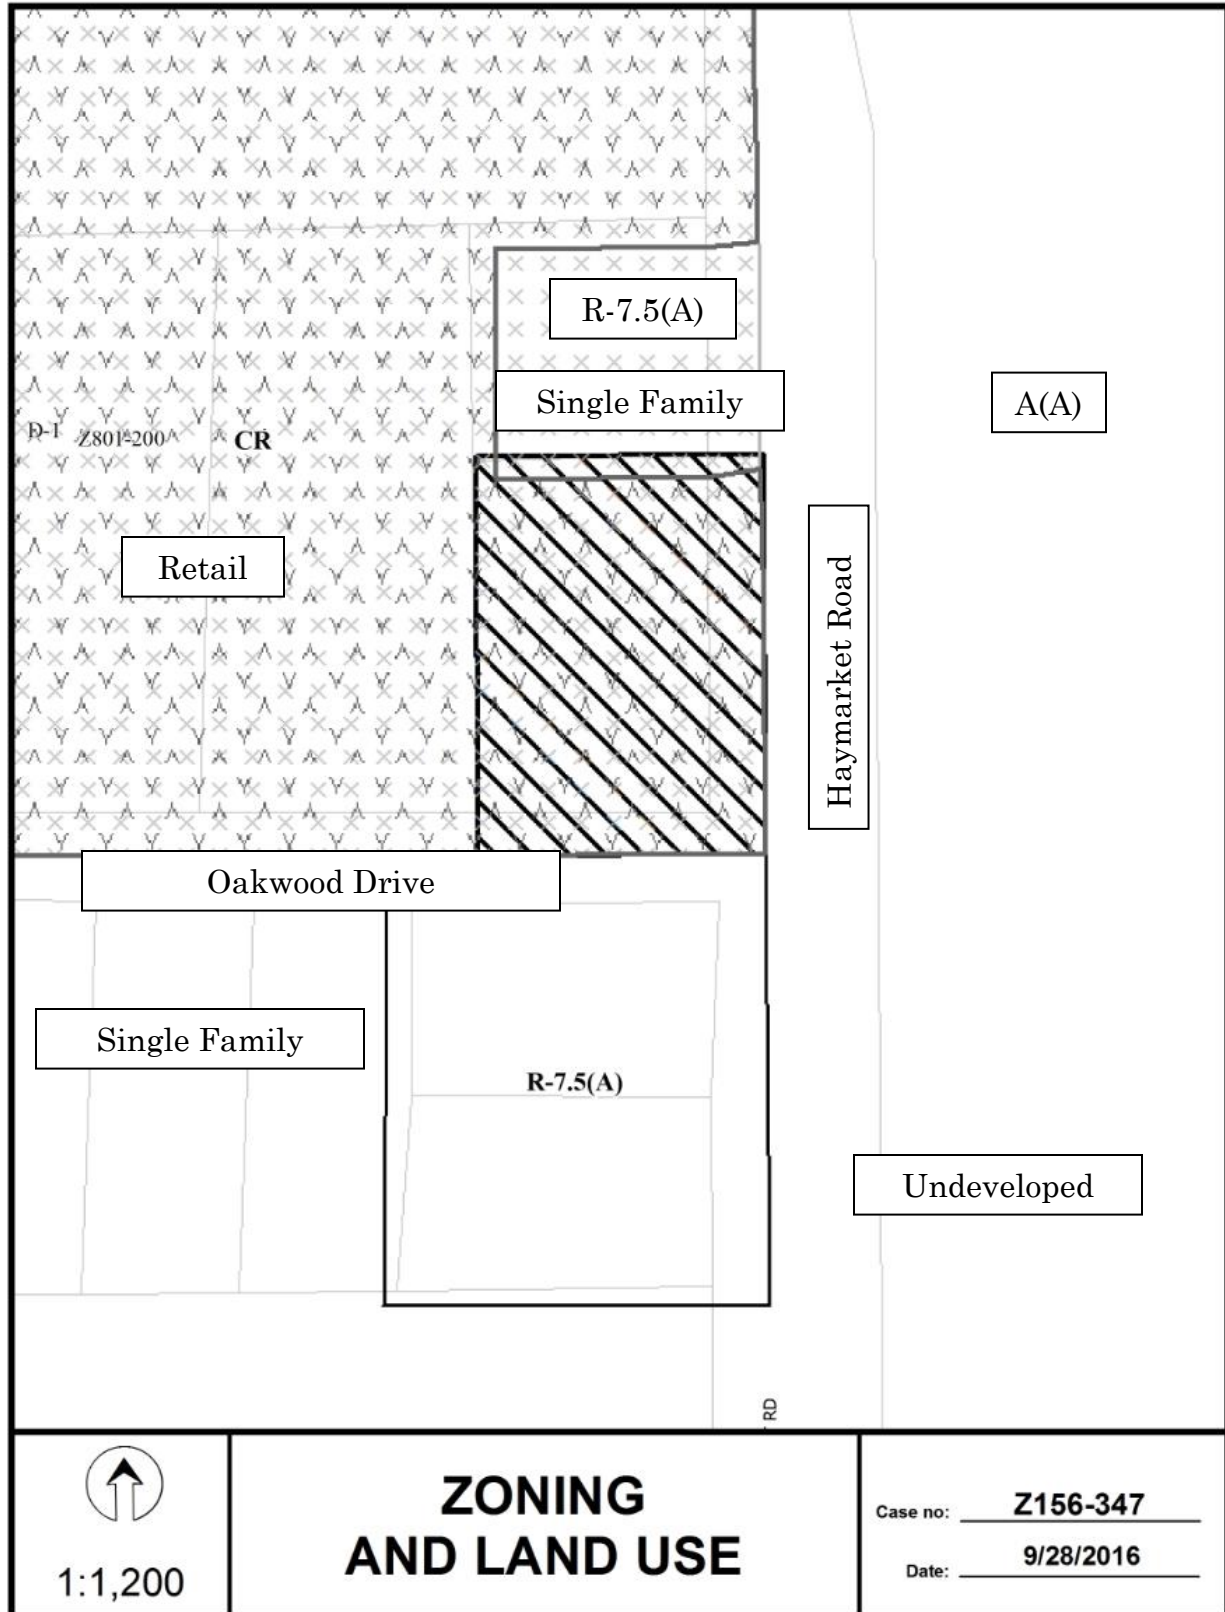 R-7.5(A)
Single Family
A(A)
D-1 Z801-200 CR
Retail
Haymarket Road
Oakwood Drive
Single Family
R-7.5(A)
Undeveloped
RD
1:1,200
ZONING
AND LAND USE
Case no: Z156-347
Date: 9/28/2016